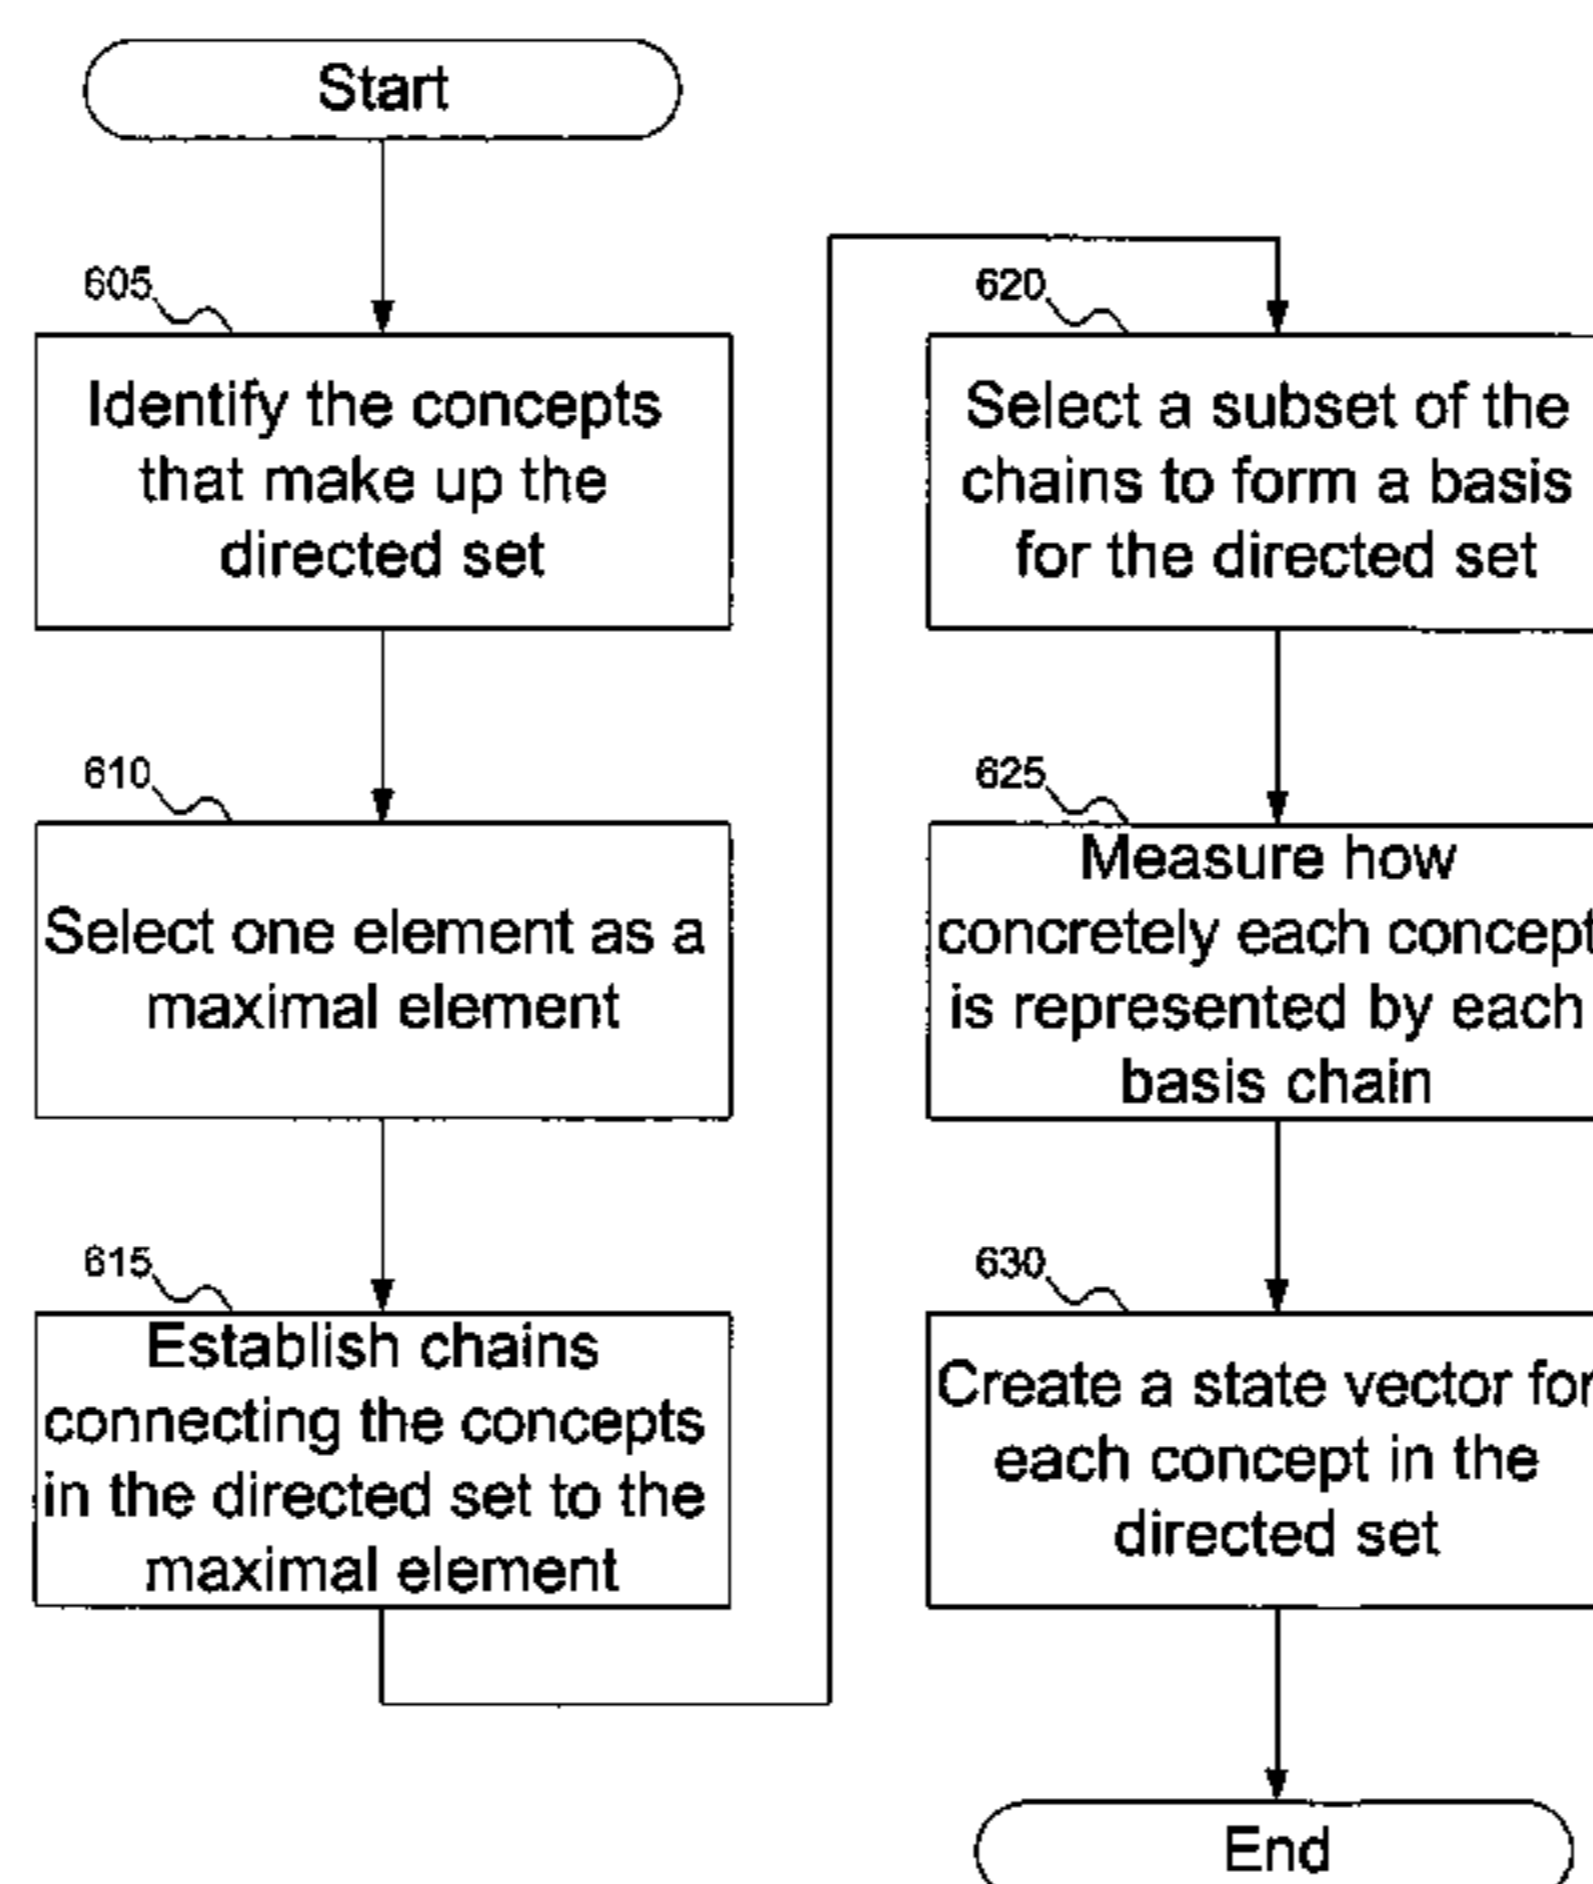 Start
605
Identify the concepts
that make up the
directed set
610
Select one element as a
maximal element
615
Establish chains
connecting the concepts
in the directed set to the
maximal element
620
Select a subset of the
chains to form a basis
for the directed set
625
Measure how
concretely each concept
is represented by each
basis chain
630
Create a state vector for
each concept in the
directed set
End